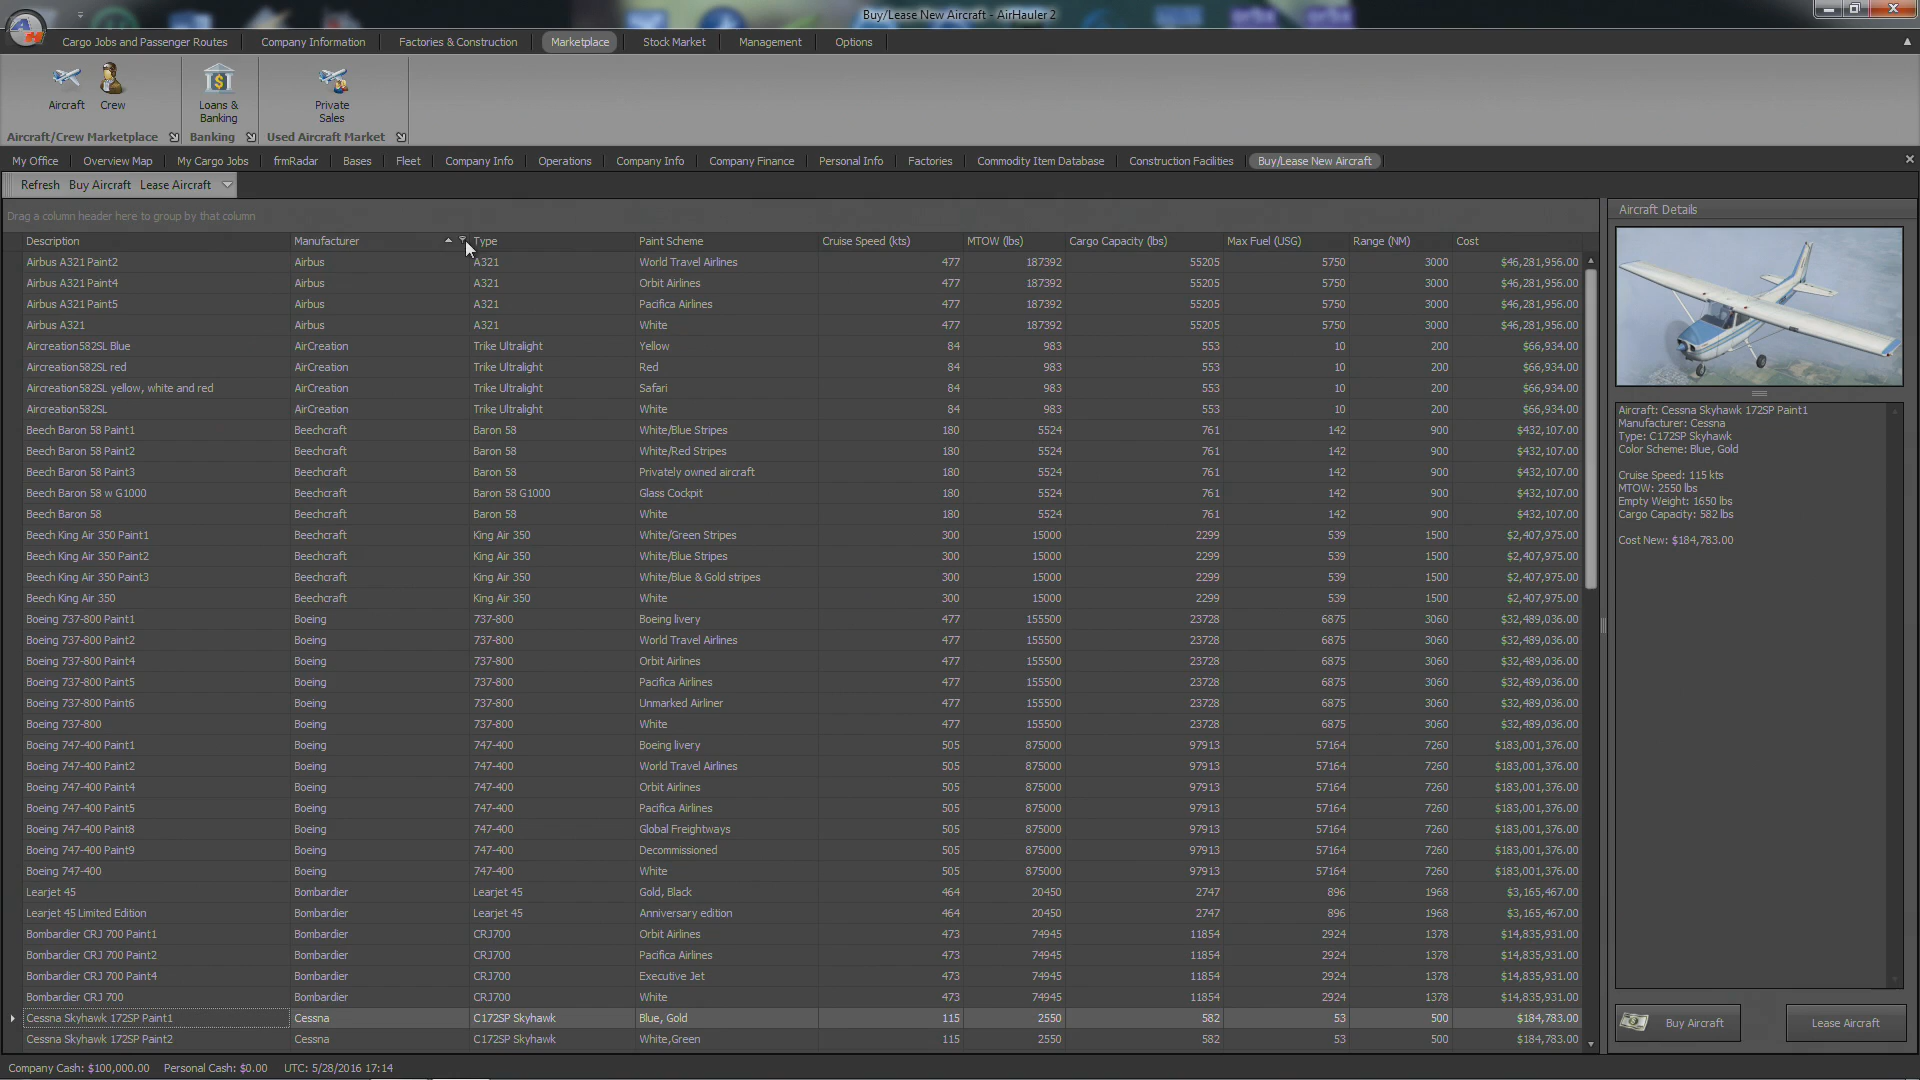 Buy/Lease New Aircraft - AirHauler 2
Cargo Jobs and Passenger Routes Company Information Factories & Construction Marketplace Stock Market Management Options
Aircraft Crew Loans & Banking Private Sales
Aircraft/Crew Marketplace Banking Used Aircraft Market
My Office Overview Map My Cargo Jobs frmRadar Bases Fleet Company Info Operations Company Info Company Finance Personal Info Factories Commodity Item Database Construction Facilities Buy/Lease New Aircraft
Refresh Buy Aircraft Lease Aircraft
Drag a column header here to group by that column
Description Manufacturer Type Paint Scheme Cruise Speed (kts) MTOW (lbs) Cargo Capacity (lbs) Max Fuel (USG) Range (NM) Cost
Airbus A321 Paint2 Airbus A321 World Travel Airlines 477 187392 55205 5750 3000 $46,281,956.00
Airbus A321 Paint4 Airbus A321 Orbit Airlines 477 187392 55205 5750 3000 $46,281,956.00
Airbus A321 Paint5 Airbus A321 Pacifica Airlines 477 187392 55205 5750 3000 $46,281,956.00
Airbus A321 Airbus A321 White 477 187392 55205 5750 3000 $46,281,956.00
Aircreation582SL Blue AirCreation Trike Ultralight Yellow 84 983 553 10 200 $66,934.00
Aircreation582SL red AirCreation Trike Ultralight Red 84 983 553 10 200 $66,934.00
Aircreation582SL yellow, white and red AirCreation Trike Ultralight Safari 84 983 553 10 200 $66,934.00
Aircreation582SL AirCreation Trike Ultralight White 84 983 553 10 200 $66,934.00
Beech Baron 58 Paint1 Beechcraft Baron 58 White/Blue Stripes 180 5524 761 142 900 $432,107.00
Beech Baron 58 Paint2 Beechcraft Baron 58 White/Red Stripes 180 5524 761 142 900 $432,107.00
Beech Baron 58 Paint3 Beechcraft Baron 58 Privately owned aircraft 180 5524 761 142 900 $432,107.00
Beech Baron 58 w G1000 Beechcraft Baron 58 G1000 Glass Cockpit 180 5524 761 142 900 $432,107.00
Beech Baron 58 Beechcraft Baron 58 White 180 5524 761 142 900 $432,107.00
Beech King Air 350 Paint1 Beechcraft King Air 350 White/Green Stripes 300 15000 2299 539 1500 $2,407,975.00
Beech King Air 350 Paint2 Beechcraft King Air 350 White/Blue Stripes 300 15000 2299 539 1500 $2,407,975.00
Beech King Air 350 Paint3 Beechcraft King Air 350 White/Blue & Gold stripes 300 15000 2299 539 1500 $2,407,975.00
Beech King Air 350 Beechcraft King Air 350 White 300 15000 2299 539 1500 $2,407,975.00
Boeing 737-800 Paint1 Boeing 737-800 Boeing livery 477 155500 23728 6875 3060 $32,489,036.00
Boeing 737-800 Paint2 Boeing 737-800 World Travel Airlines 477 155500 23728 6875 3060 $32,489,036.00
Boeing 737-800 Paint4 Boeing 737-800 Orbit Airlines 477 155500 23728 6875 3060 $32,489,036.00
Boeing 737-800 Paint5 Boeing 737-800 Pacifica Airlines 477 155500 23728 6875 3060 $32,489,036.00
Boeing 737-800 Paint6 Boeing 737-800 Unmarked Airliner 477 155500 23728 6875 3060 $32,489,036.00
Boeing 737-800 Boeing 737-800 White 477 155500 23728 6875 3060 $32,489,036.00
Boeing 747-400 Paint1 Boeing 747-400 Boeing livery 505 875000 97913 57164 7260 $183,001,376.00
Boeing 747-400 Paint2 Boeing 747-400 World Travel Airlines 505 875000 97913 57164 7260 $183,001,376.00
Boeing 747-400 Paint4 Boeing 747-400 Orbit Airlines 505 875000 97913 57164 7260 $183,001,376.00
Boeing 747-400 Paint5 Boeing 747-400 Pacifica Airlines 505 875000 97913 57164 7260 $183,001,376.00
Boeing 747-400 Paint8 Boeing 747-400 Global Freightways 505 875000 97913 57164 7260 $183,001,376.00
Boeing 747-400 Paint9 Boeing 747-400 Decommissioned 505 875000 97913 57164 7260 $183,001,376.00
Boeing 747-400 Boeing 747-400 White 505 875000 97913 57164 7260 $183,001,376.00
Learjet 45 Bombardier Learjet 45 Gold, Black 464 20450 2747 896 1968 $3,165,467.00
Learjet 45 Limited Edition Bombardier Learjet 45 Anniversary edition 464 20450 2747 896 1968 $3,165,467.00
Bombardier CRJ 700 Paint1 Bombardier CRJ700 Orbit Airlines 473 74945 11854 2924 1378 $14,835,931.00
Bombardier CRJ 700 Paint2 Bombardier CRJ700 Pacifica Airlines 473 74945 11854 2924 1378 $14,835,931.00
Bombardier CRJ 700 Paint4 Bombardier CRJ700 Executive Jet 473 74945 11854 2924 1378 $14,835,931.00
Bombardier CRJ 700 Bombardier CRJ700 White 473 74945 11854 2924 1378 $14,835,931.00
Cessna Skyhawk 172SP Paint1 Cessna C172SP Skyhawk Blue, Gold 115 2550 582 53 500 $184,783.00
Cessna Skyhawk 172SP Paint2 Cessna C172SP Skyhawk White,Green 115 2550 582 53 500 $184,783.00
Aircraft Details
Aircraft: Cessna Skyhawk 172SP Paint1
Manufacturer: Cessna
Type: C172SP Skyhawk
Color Scheme: Blue, Gold
Cruise Speed: 115 kts
MTOW: 2550 lbs
Empty Weight: 1650 lbs
Cargo Capacity: 582 lbs
Cost New: $184,783.00
Buy Aircraft Lease Aircraft
Company Cash: $100,000.00 Personal Cash: $0.00 UTC: 5/28/2016 17:14